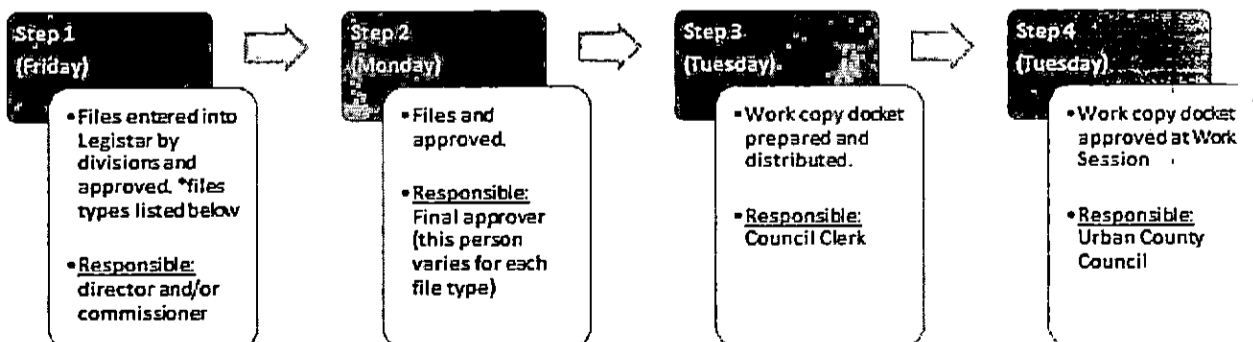 Step 1
(Friday)
• Files entered into
Legistar by
divisions and
approved. *files
types listed below
• Responsible:
director and/or
commissioner
Step 2
(Monday)
• Files and
approved.
• Responsible:
Final approver
(this person
varies for each
file type)
Step 3
(Tuesday)
• Work copy docket
prepared and
distributed.
• Responsible:
Council Clerk
Step 4
(Tuesday)
• Work copy docket
approved at Work
Session
• Responsible:
Urban County
Council